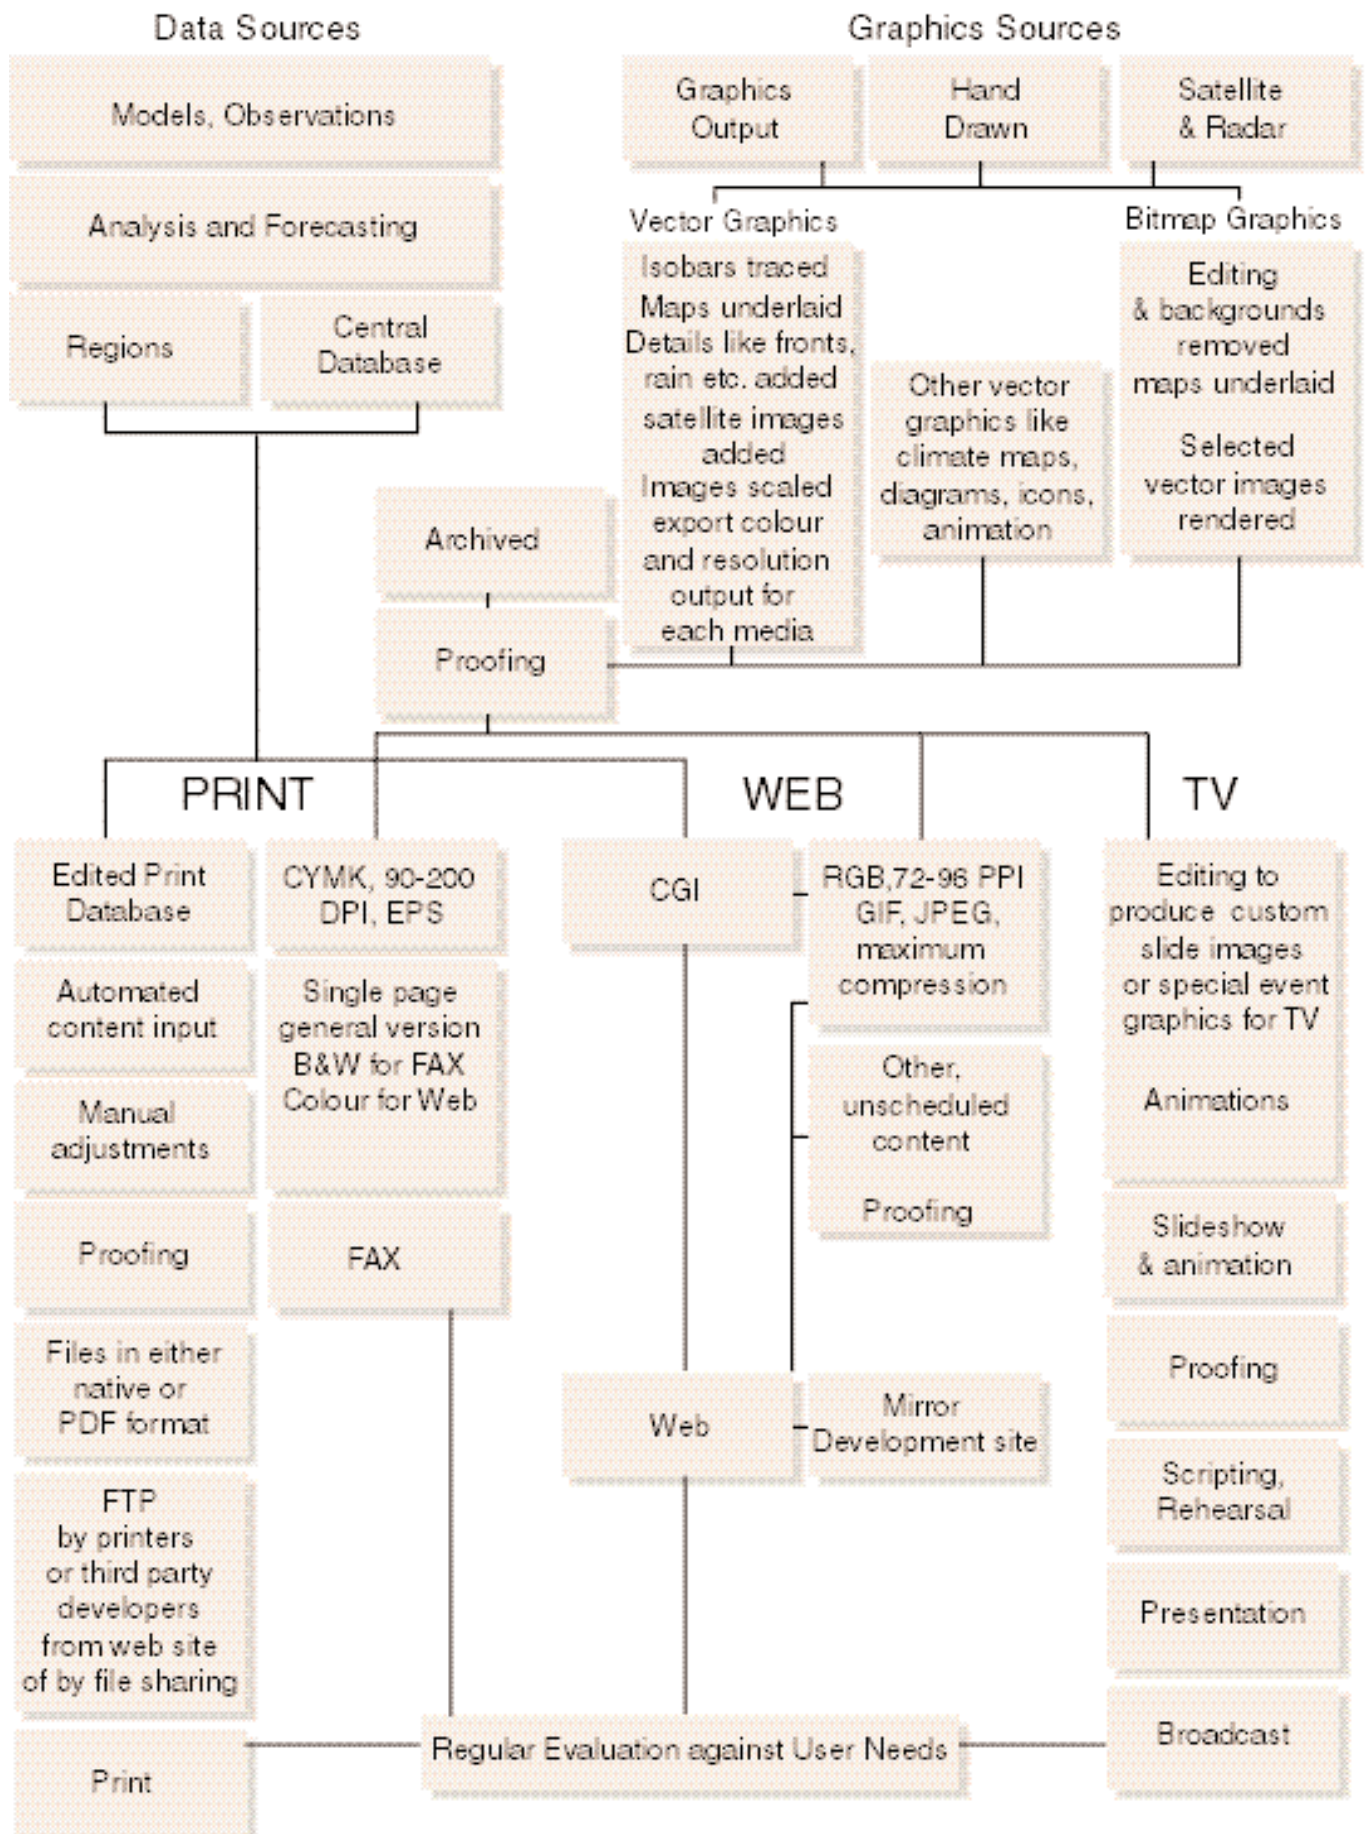 Data Sources
Graphics Sources
Models, Observations
Analysis and Forecasting
Regions
Central
Database
Graphics
Output
Hand
Drawn
Satellite
& Radar
Vector Graphics
Isobars traced
Maps underlaid
Details like fronts,
rain etc. added
satellite images
added
Images scaled
export colour
and resolution
output for
each media
Other vector
graphics like
climate maps,
diagrams, icons,
animation
Bitmap Graphics
Editing
& backgrounds
removed
maps underlaid
Selected
vector images
rendered
Archived
Proofing
PRINT
WEB
TV
Edited Print
Database
Automated
content input
Manual
adjustments
Proofing
Files in either
native or
PDF format
FTP
by printers
or third party
developers
from web site
of by file sharing
Print
CYMK, 90-200
DPI, EPS
Single page
general version
B&W for FAX
Colour for Web
FAX
CGI
RGB,72-96 PPI
GIF, JPEG,
maximum
compression
Other,
unscheduled
content
Proofing
Web
Mirror
Development site
Editing to
produce custom
slide images
or special event
graphics for TV
Animations
Slideshow
& animation
Proofing
Scripting,
Rehearsal
Presentation
Broadcast
Regular Evaluation against User Needs